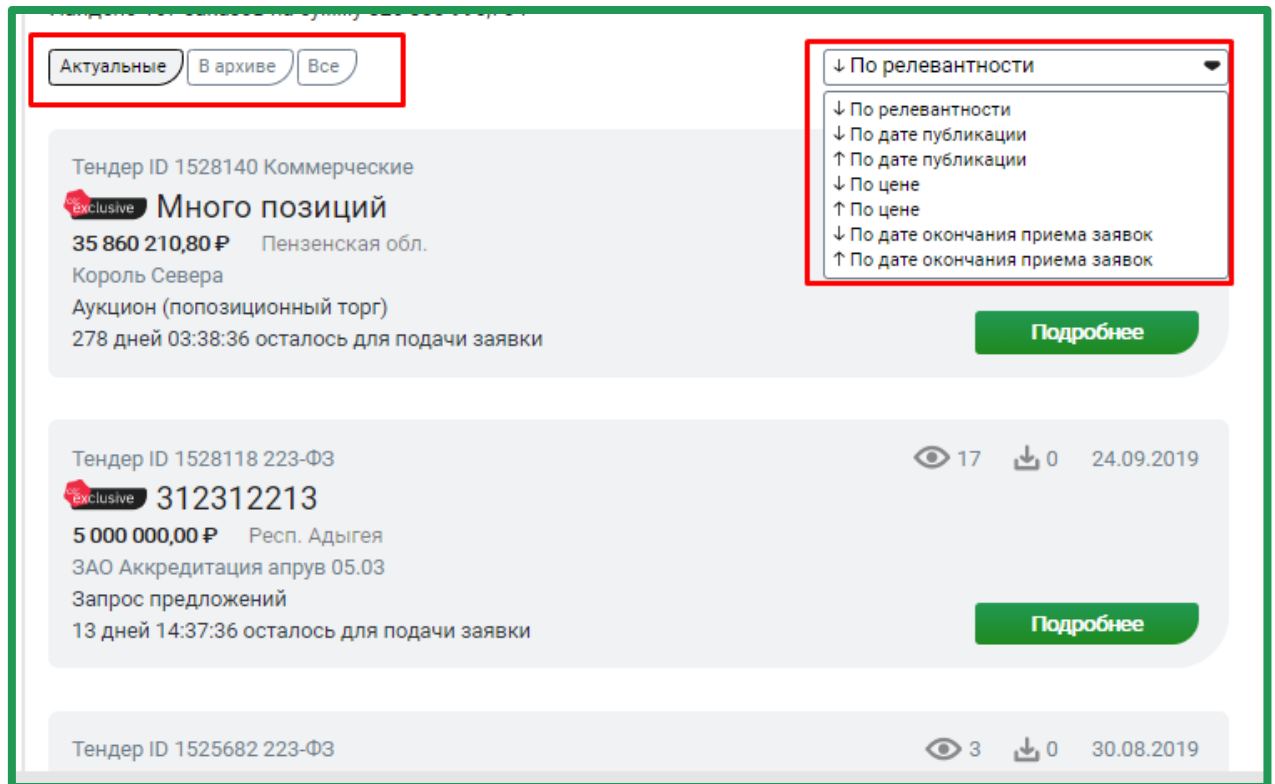 Актуальные В архиве Все
↓ По релевантности
↓ По релевантности
↓ По дате публикации
↑ По дате публикации
↓ По цене
↑ По цене
↓ По дате окончания приема заявок
↑ По дате окончания приема заявок
Тендер ID 1528140 Коммерческие
exclusive Много позиций
35 860 210,80 ₽ Пензенская обл.
Король Севера
Аукцион (попозиционный торг)
278 дней 03:38:36 осталось для подачи заявки
Подробнее
Тендер ID 1528118 223-ФЗ 17 0 24.09.2019
exclusive 312312213
5 000 000,00 ₽ Респ. Адыгея
ЗАО Аккредитация апрув 05.03
Запрос предложений
13 дней 14:37:36 осталось для подачи заявки
Подробнее
Тендер ID 1525682 223-ФЗ 3 0 30.08.2019